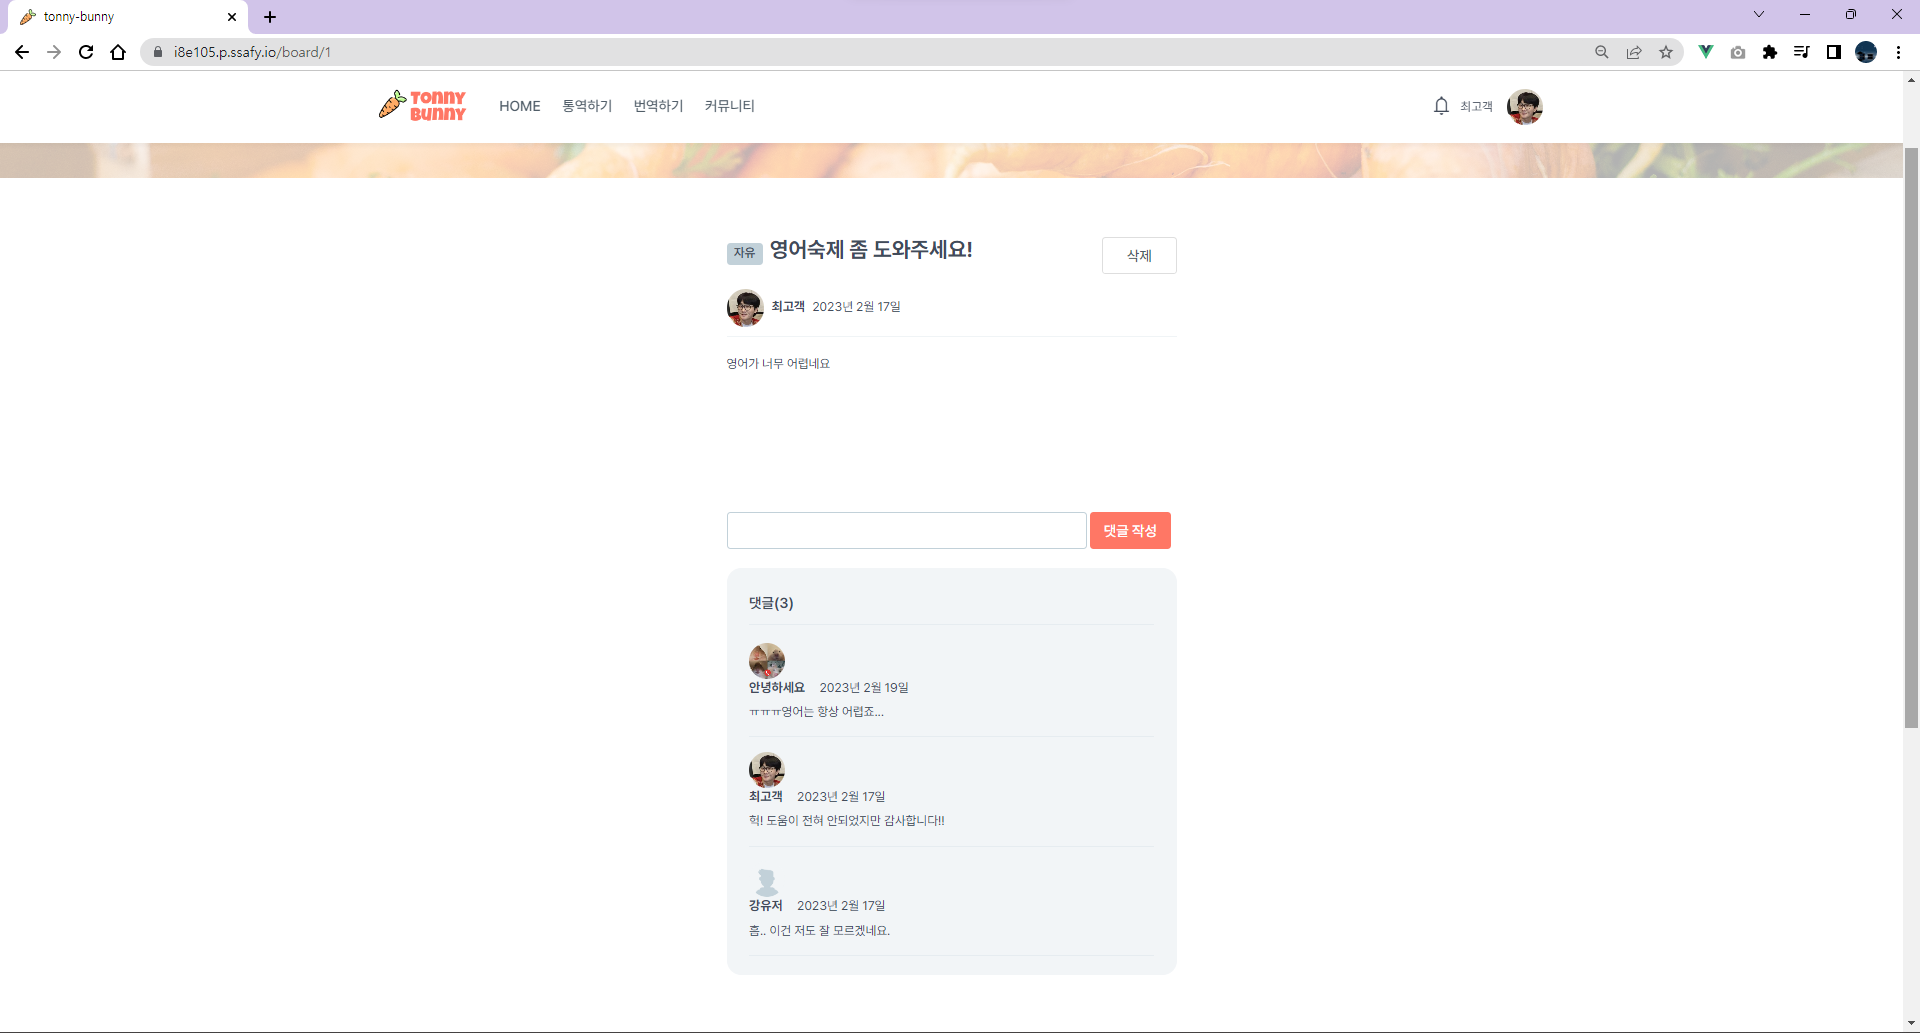 tonny-bunny
i8e105.p.ssafy.io/board/1
TONNY BUNNY HOME 통역하기 번역하기 커뮤니티 최고객
자유 영어숙제 좀 도와주세요! 삭제
최고객 2023년 2월 17일
영어가 너무 어렵네요
댓글 작성
댓글(3)
안녕하세요 2023년 2월 19일
ㅠㅠㅠ영어는 항상 어렵죠...
최고객 2023년 2월 17일
헉! 도움이 전혀 안되었지만 감사합니다!!
강유저 2023년 2월 17일
흠.. 이건 저도 잘 모르겠네요.